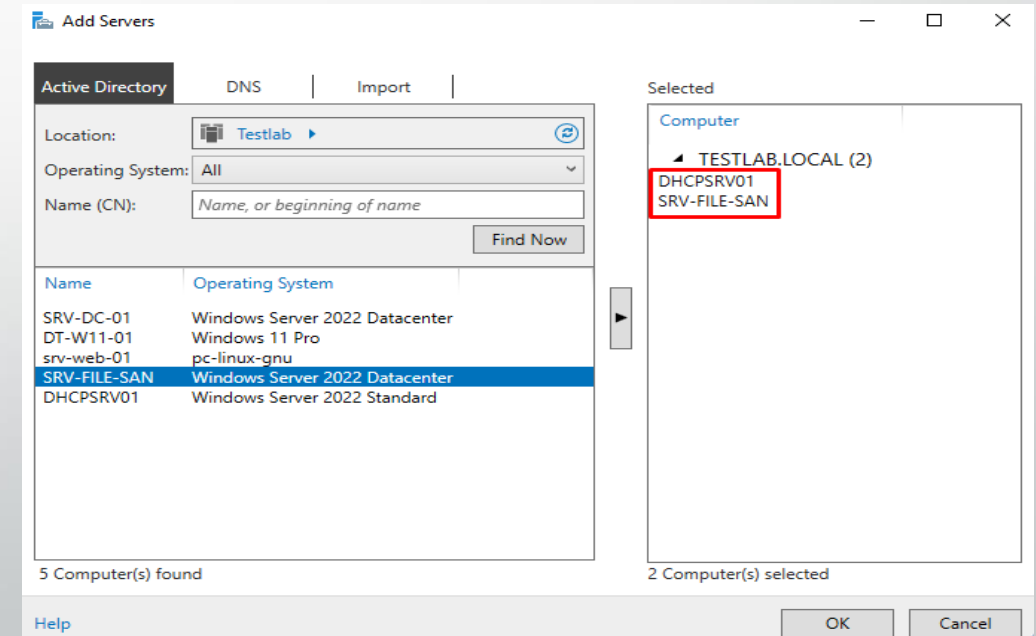 Add Servers
Active Directory DNS Import
Location: Testlab
Operating System: All
Name (CN): Name, or beginning of name
Find Now
Name Operating System
SRV-DC-01 Windows Server 2022 Datacenter
DT-W11-01 Windows 11 Pro
srv-web-01 pc-linux-gnu
SRV-FILE-SAN Windows Server 2022 Datacenter
DHCPSRV01 Windows Server 2022 Standard
5 Computer(s) found
Selected
Computer
TESTLAB.LOCAL (2)
DHCPSRV01
SRV-FILE-SAN
2 Computer(s) selected
Help
OK
Cancel